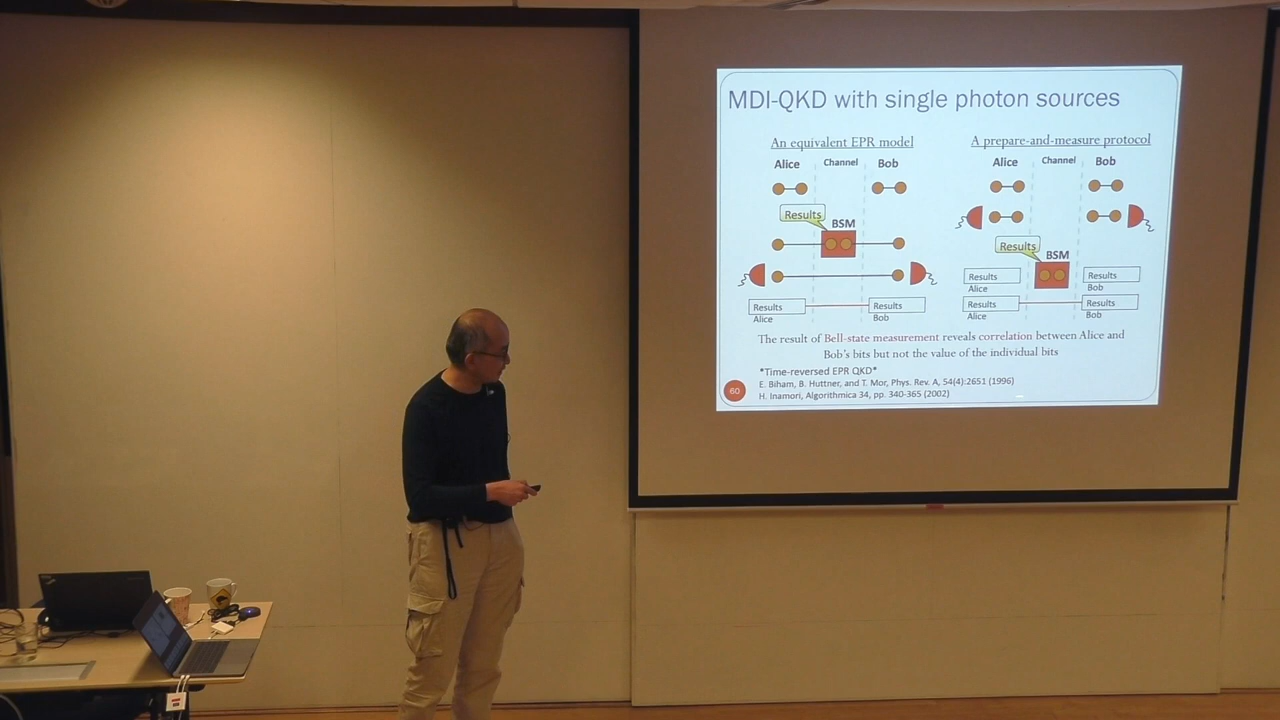 MDI-QKD with single photon sources
An equivalent EPR model
Alice Channel Bob
Results
BSM
Results Results
Alice Bob
A prepare-and-measure protocol
Alice Channel Bob
Results
BSM
Results Results
Alice Bob
Results Results
Alice Bob
The result of Bell-state measurement reveals correlation between Alice and
Bob's bits but not the value of the individual bits
*Time-reversed EPR QKD*
E. Biham, B. Huttner, and T. Mor, Phys. Rev. A, 54(4):2651 (1996)
H. Inamori, Algorithmica 34, pp. 340-365 (2002)
60